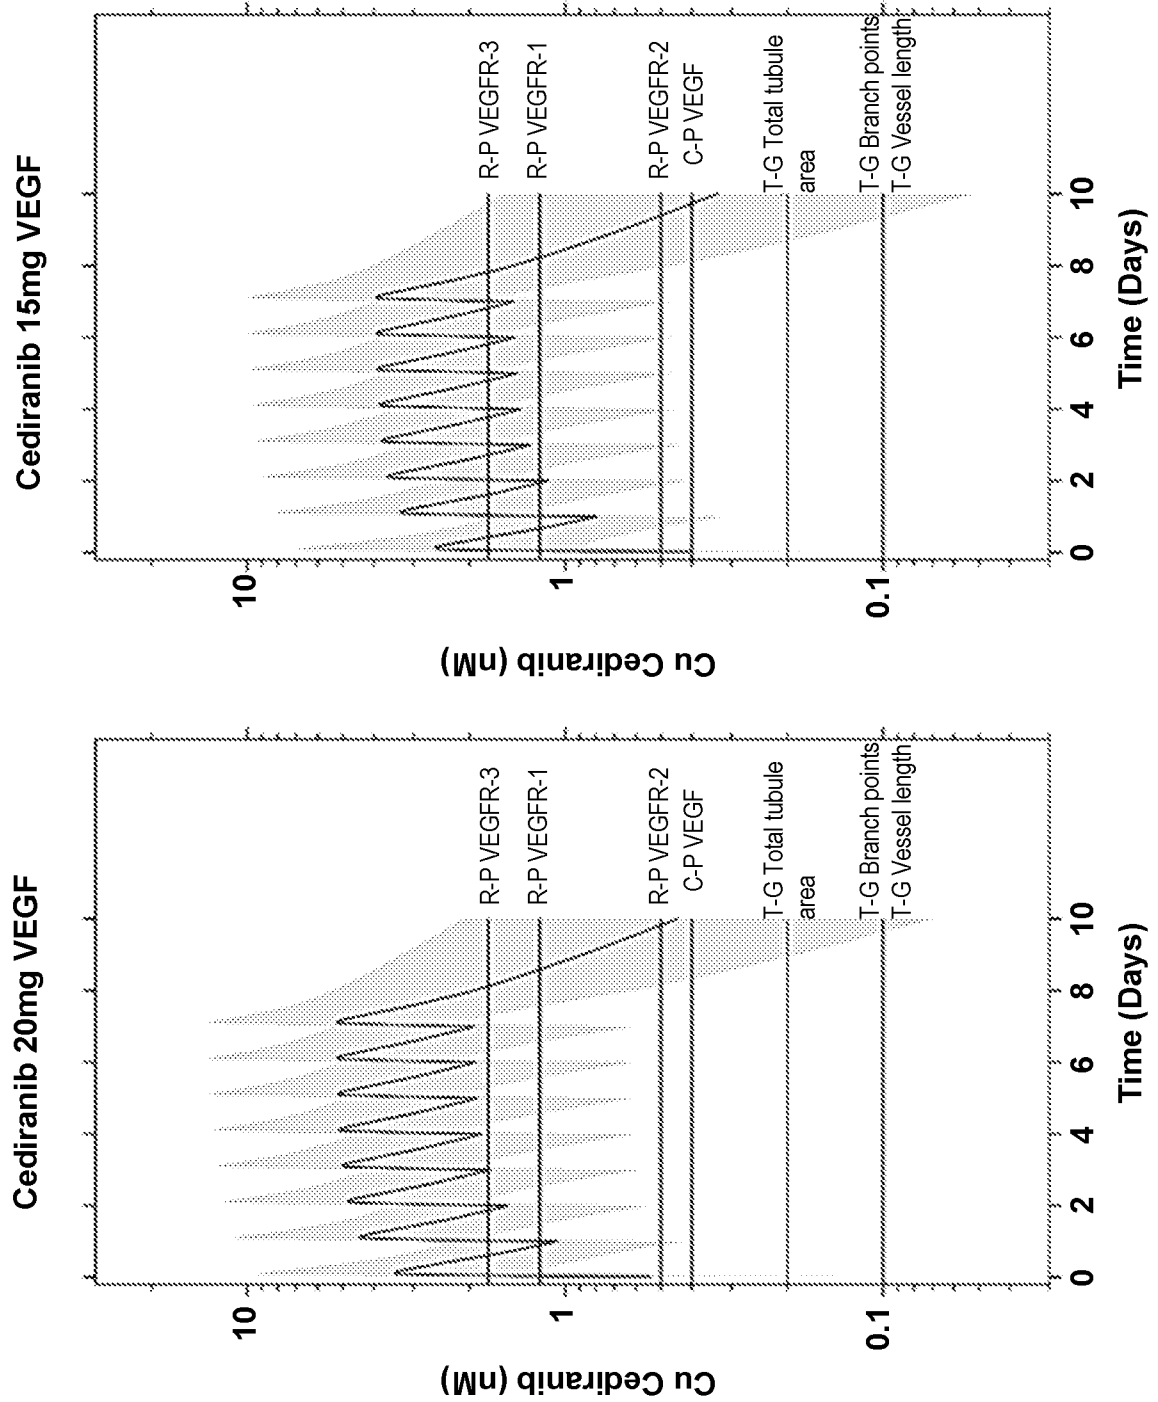 Cediranib 20mg VEGF
Cu Cediranib (nM)
10
1
0.1
R-P VEGFR-3
R-P VEGFR-1
R-P VEGFR-2
C-P VEGF
T-G Total tubule
area
T-G Branch points
T-G Vessel length
0
2
4
6
8
10
Time (Days)
Cediranib 15mg VEGF
Cu Cediranib (nM)
10
1
0.1
R-P VEGFR-3
R-P VEGFR-1
R-P VEGFR-2
C-P VEGF
T-G Total tubule
area
T-G Branch points
T-G Vessel length
0
2
4
6
8
10
Time (Days)